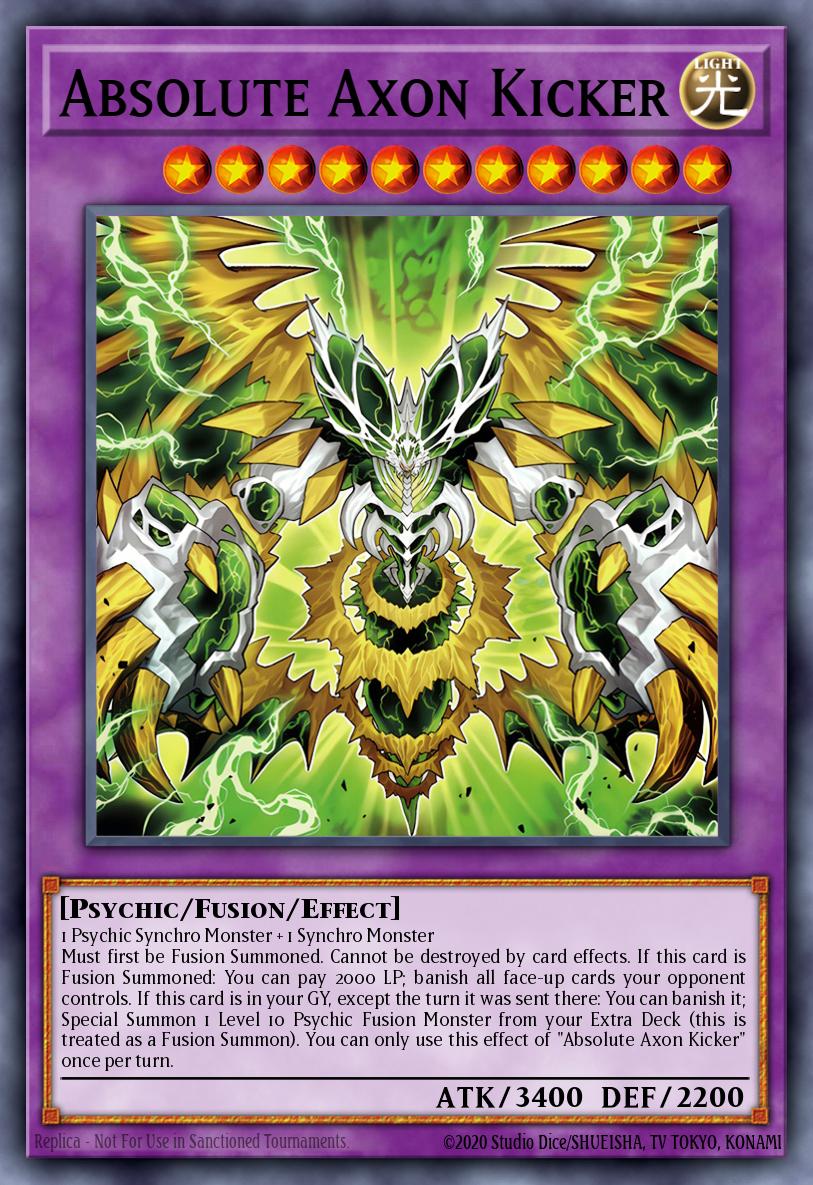 Absolute Axon Kicker
LIGHT
光
[Psychic/Fusion/Effect]
1 Psychic Synchro Monster + 1 Synchro Monster
Must first be Fusion Summoned. Cannot be destroyed by card effects. If this card is
Fusion Summoned: You can pay 2000 LP; banish all face-up cards your opponent
controls. If this card is in your GY, except the turn it was sent there: You can banish it;
Special Summon 1 Level 10 Psychic Fusion Monster from your Extra Deck (this is
treated as a Fusion Summon). You can only use this effect of "Absolute Axon Kicker"
once per turn.
ATK/3400 DEF/2200
Replica - Not For Use in Sanctioned Tournaments.
©2020 Studio Dice/SHUEISHA, TV TOKYO, KONAMI